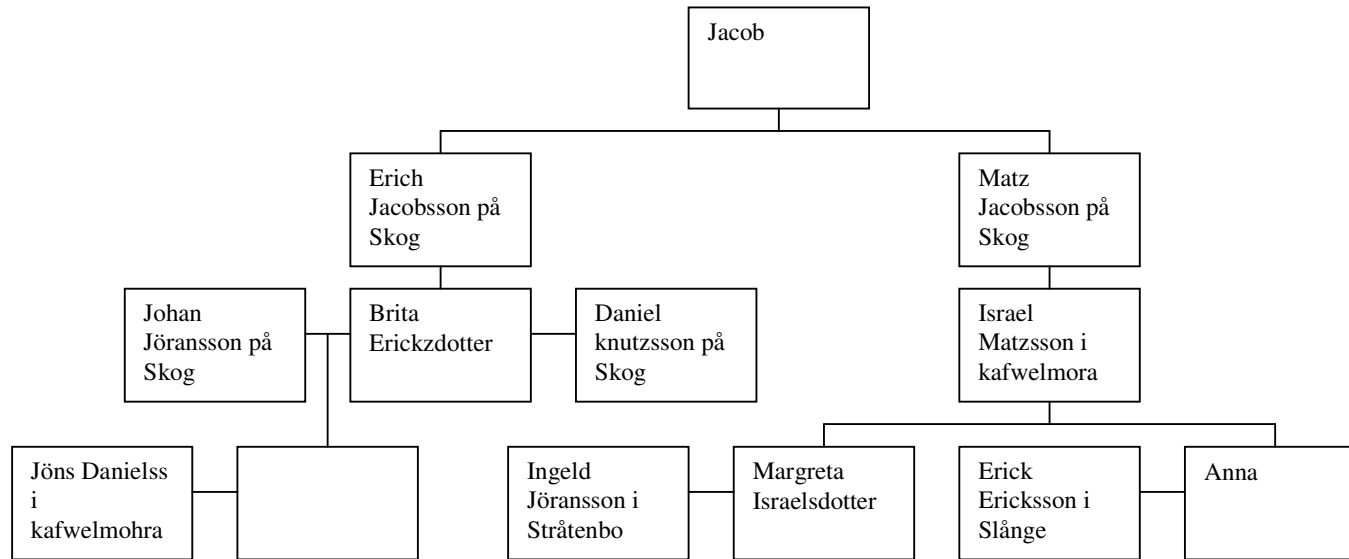 Jacob
Erich
Jacobsson på
Skog
Matz
Jacobsson på
Skog
Johan
Jöransson på
Skog
Brita
Erickzdotter
Daniel
knutzsson på
Skog
Israel
Matzsson i
kafwelmora
Jöns Danielss
i
kafwelmohra
Ingeld
Jöransson i
Stråtenbo
Margreta
Israelsdotter
Erick
Ericksson i
Slånge
Anna